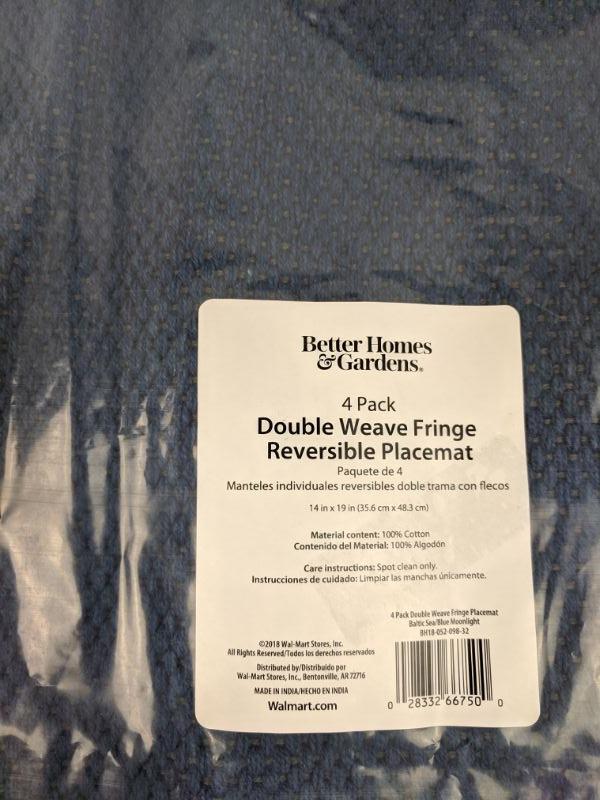 Better Homes
&Gardens®
4 Pack
Double Weave Fringe
Reversible Placemat
Paquete de 4
Manteles individuales reversibles doble trama con flecos
14 in x 19 in (35.6 cm x 48.3 cm)
Material content: 100% Cotton
Contenido del Material: 100% Algodón
Care instructions: Spot clean only.
Instrucciones de cuidado: Limpiar las manchas únicamente.
4 Pack Double Weave Fringe Placemat
Baltic Sea/Blue Moonlight
BH18-052-098-32
©2018 Wal-Mart Stores, Inc.
All Rights Reserved/Todos los derechos reservados
Distributed by/Distribuido por
Wal-Mart Stores, Inc., Bentonville, AR 72716
MADE IN INDIA/HECHO EN INDIA
Walmart.com
0 28332 66750 0